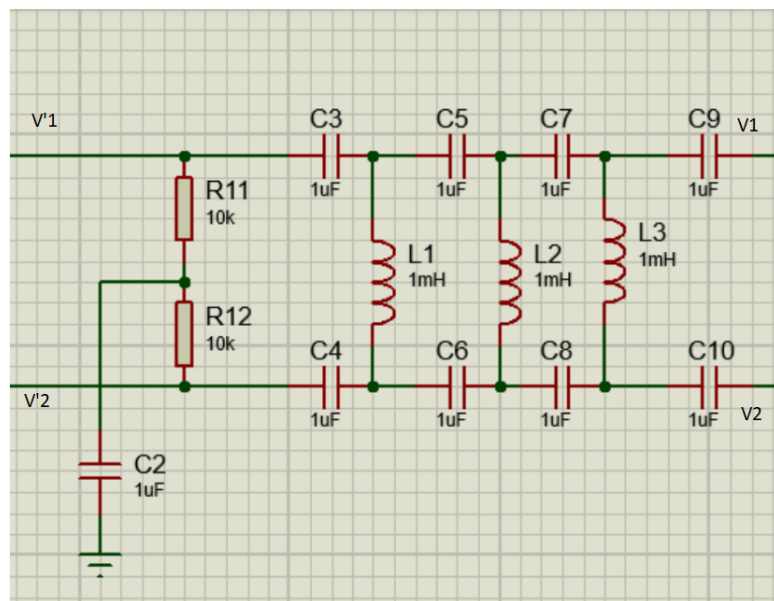 V'1
C3
C5
C7
C9
V1
1uF
1uF
1uF
1uF
R11
10k
L1
1mH
L2
1mH
L3
1mH
R12
10k
C4
C6
C8
C10
V'2
1uF
1uF
1uF
1uF
V2
C2
1uF